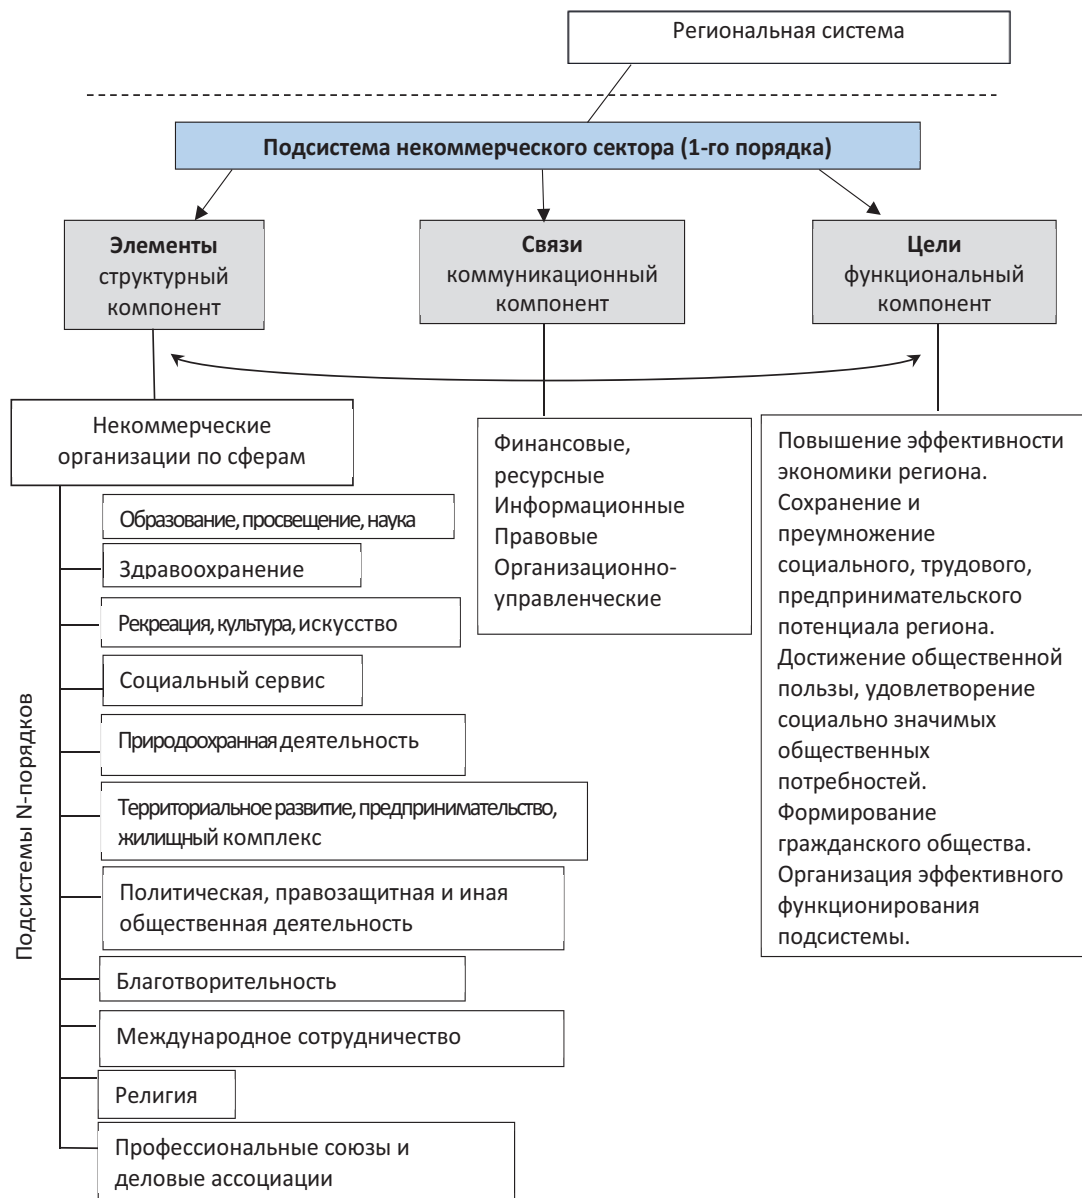 Региональная система
Подсистема некоммерческого сектора (1-го порядка)
Элементы
структурный
компонент
Связи
коммуникационный
компонент
Цели
функциональный
компонент
Некоммерческие
организации по сферам
Подсистемы N-порядков
Образование, просвещение, наука
Здравоохранение
Рекреация, культура, искусство
Социальный сервис
Природоохранная деятельность
Территориальное развитие, предпринимательство,
жилищный комплекс
Политическая, правозащитная и иная
общественная деятельность
Благотворительность
Международное сотрудничество
Религия
Профессиональные союзы и
деловые ассоциации
Финансовые,
ресурсные
Информационные
Правовые
Организационно-
управленческие
Повышение эффективности
экономики региона.
Сохранение и
преумножение
социального, трудового,
предпринимательского
потенциала региона.
Достижение общественной
пользы, удовлетворение
социально значимых
общественных
потребностей.
Формирование
гражданского общества.
Организация эффективного
функционирования
подсистемы.